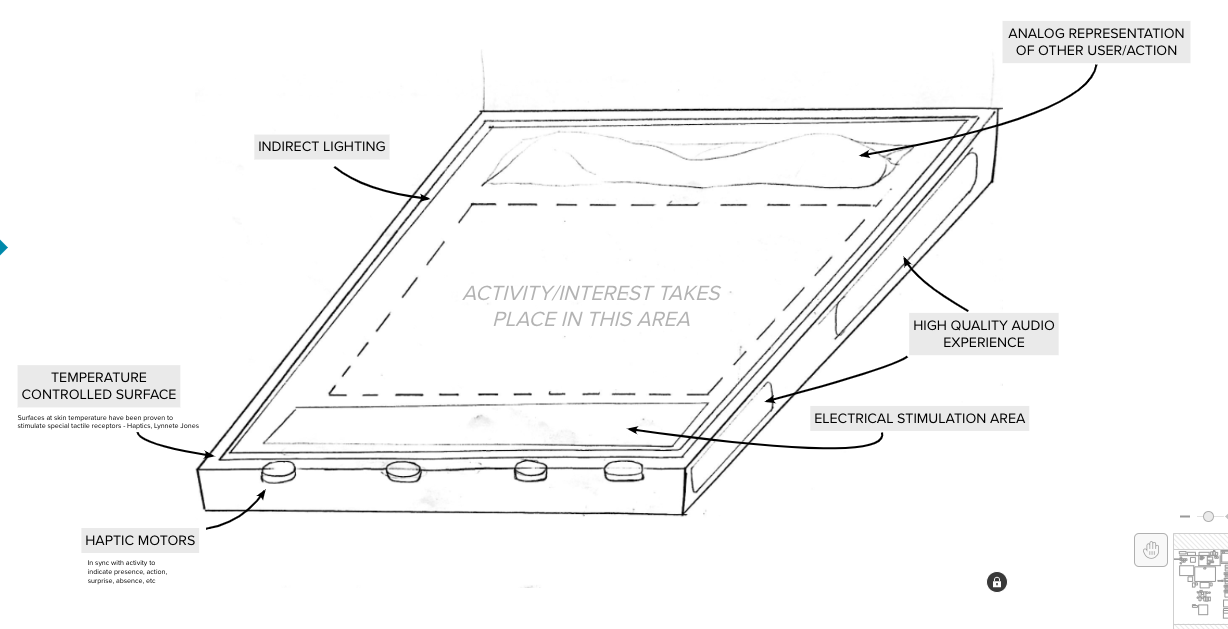 ANALOG REPRESENTATION
OF OTHER USER/ACTION
INDIRECT LIGHTING
ACTIVITY/INTEREST TAKES
PLACE IN THIS AREA
HIGH QUALITY AUDIO
EXPERIENCE
TEMPERATURE
CONTROLLED SURFACE
Surfaces at skin temperature have been proven to
stimulate special tactile receptors - Haptics, Lynnete Jones
ELECTRICAL STIMULATION AREA
HAPTIC MOTORS
In sync with activity to
indicate presence, action,
surprise, absence, etc